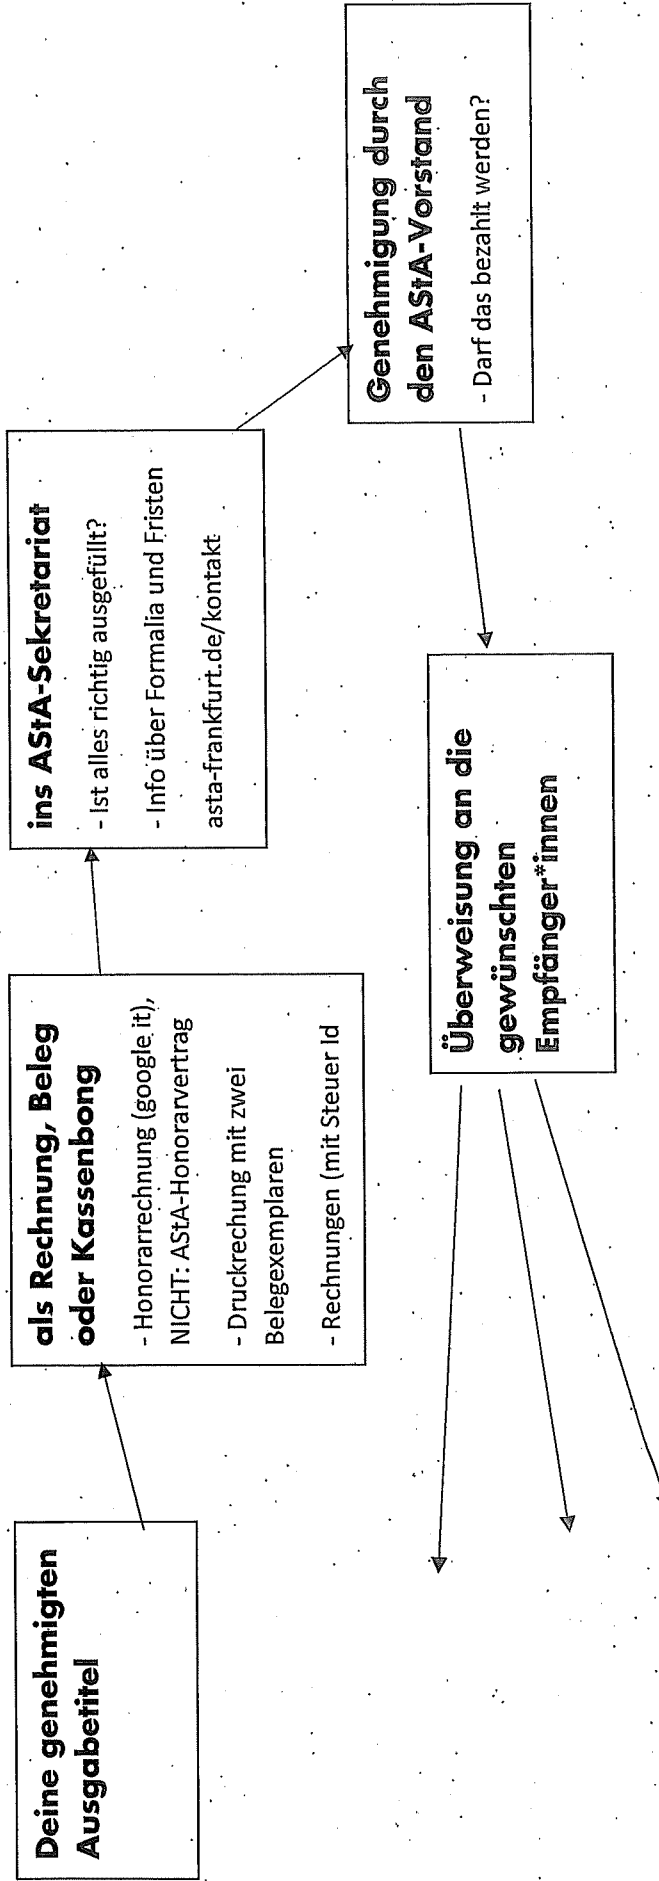 Deine genehmigten
Ausgabetitel
als Rechnung, Beleg
oder Kassenbong
- Honorarrechnung (google it),
NICHT: AStA-Honorarvertrag
- Druckrechung mit zwei
Belegexemplaren
- Rechnungen (mit Steuer Id
ins AStA-Sekretariat
- Ist alles richtig ausgefüllt?
- Info über Formalia und Fristen
asta-frankfurt.de/kontakt
Genehmigung durch
den AStA-Vorstand
- Darf das bezahlt werden?
Überweisung an die
gewünschten
Empfänger*innen